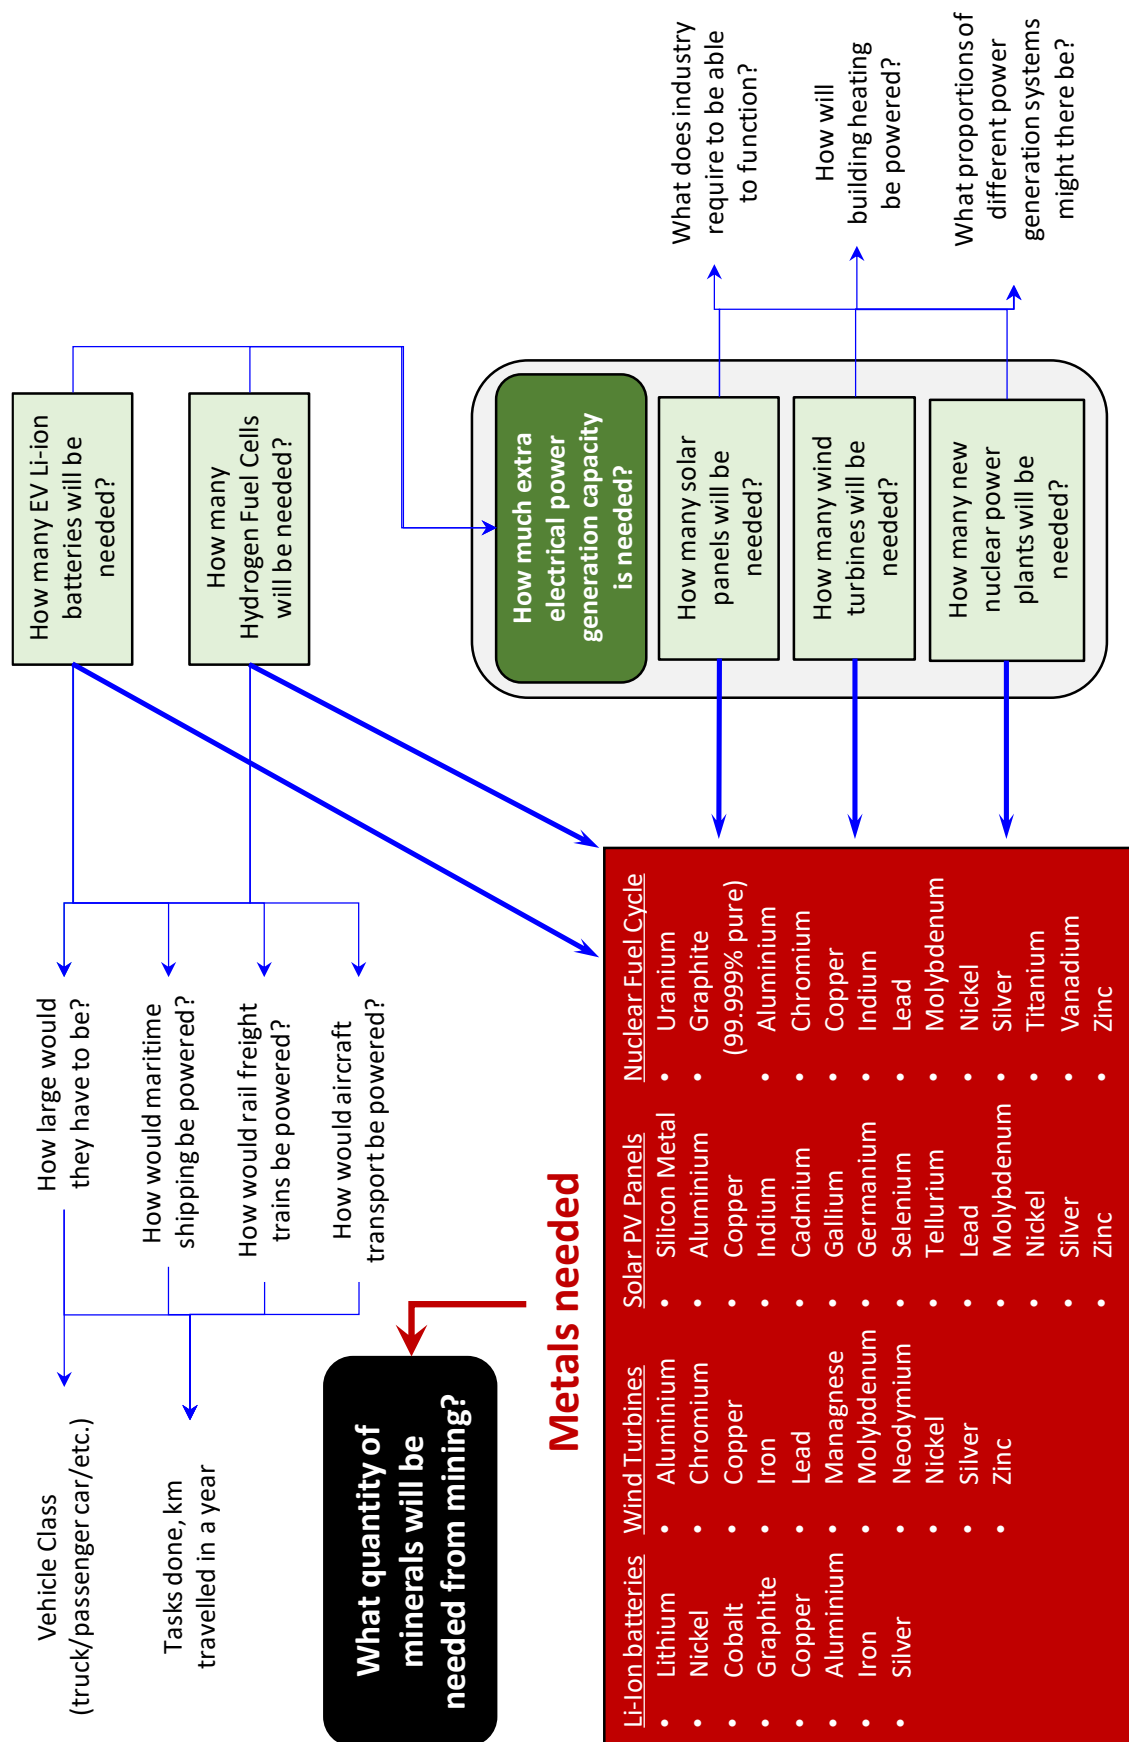 Vehicle Class
(truck/passenger car/etc.)
Tasks done, km
travelled in a year
How large would
they have to be?
How would maritime
shipping be powered?
How would rail freight
trains be powered?
How would aircraft
transport be powered?
How many EV Li-ion
batteries will be
needed?
How many
Hydrogen Fuel Cells
will be needed?
What quantity of
minerals will be
needed from mining?
Metals needed
How much extra
electrical power
generation capacity
is needed?
How many solar
panels will be
needed?
How many wind
turbines will be
needed?
How many new
nuclear power
plants will be
needed?
What does industry
require to be able
to function?
How will
building heating
be powered?
What proportions of
different power
generation systems
might there be?
Li-Ion batteries
• Lithium
• Nickel
• Cobalt
• Graphite
• Copper
• Aluminium
• Iron
• Silver
Wind Turbines
• Aluminium
• Chromium
• Copper
• Iron
• Lead
• Managnese
• Molybdenum
• Neodymium
• Nickel
• Silver
• Zinc
Solar PV Panels
• Silicon Metal
• Aluminium
• Copper
• Indium
• Cadmium
• Gallium
• Germanium
• Selenium
• Tellurium
• Lead
• Molybdenum
• Nickel
• Silver
• Zinc
Nuclear Fuel Cycle
• Uranium
• Graphite
(99.999% pure)
• Aluminium
• Chromium
• Copper
• Indium
• Lead
• Molybdenum
• Nickel
• Silver
• Titanium
• Vanadium
• Zinc